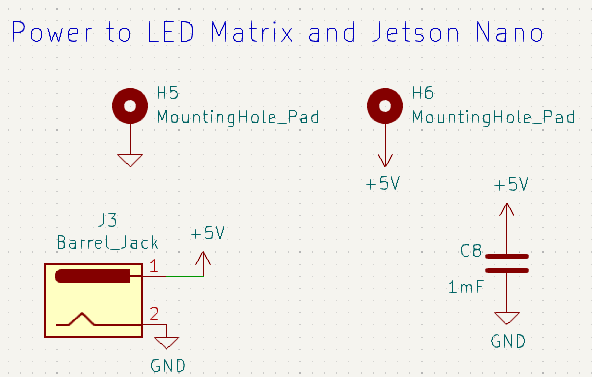 Power to LED Matrix and Jetson Nano
H5
MountingHole_Pad
H6
MountingHole_Pad
+5V
+5V
J3
Barrel_Jack
+5V
1
2
GND
C8
1mF
GND